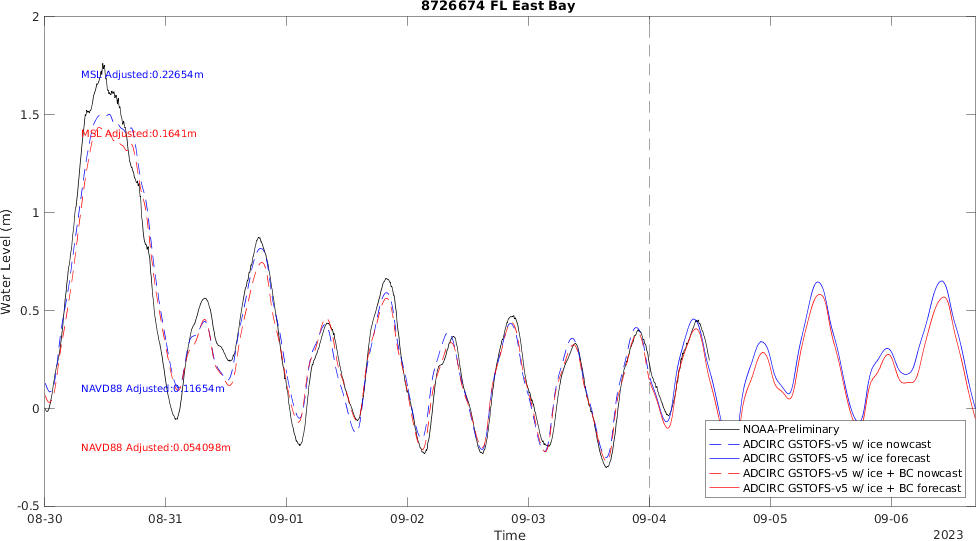 8726674 FL East Bay
2
MSL Adjusted:0.22654m
1.5
MSL Adjusted:0.1641m
1
Water Level (m)
0.5
NAVD88 Adjusted:0.11654m
0
NAVD88 Adjusted:0.054098m
-0.5
NOAA-Preliminary
ADCIRC GSTOFS-v5 w/ ice nowcast
ADCIRC GSTOFS-v5 w/ ice forecast
ADCIRC GSTOFS-v5 w/ ice + BC nowcast
ADCIRC GSTOFS-v5 w/ ice + BC forecast
08-30 08-31 09-01 09-02 09-03 09-04 09-05 09-06
Time
2023